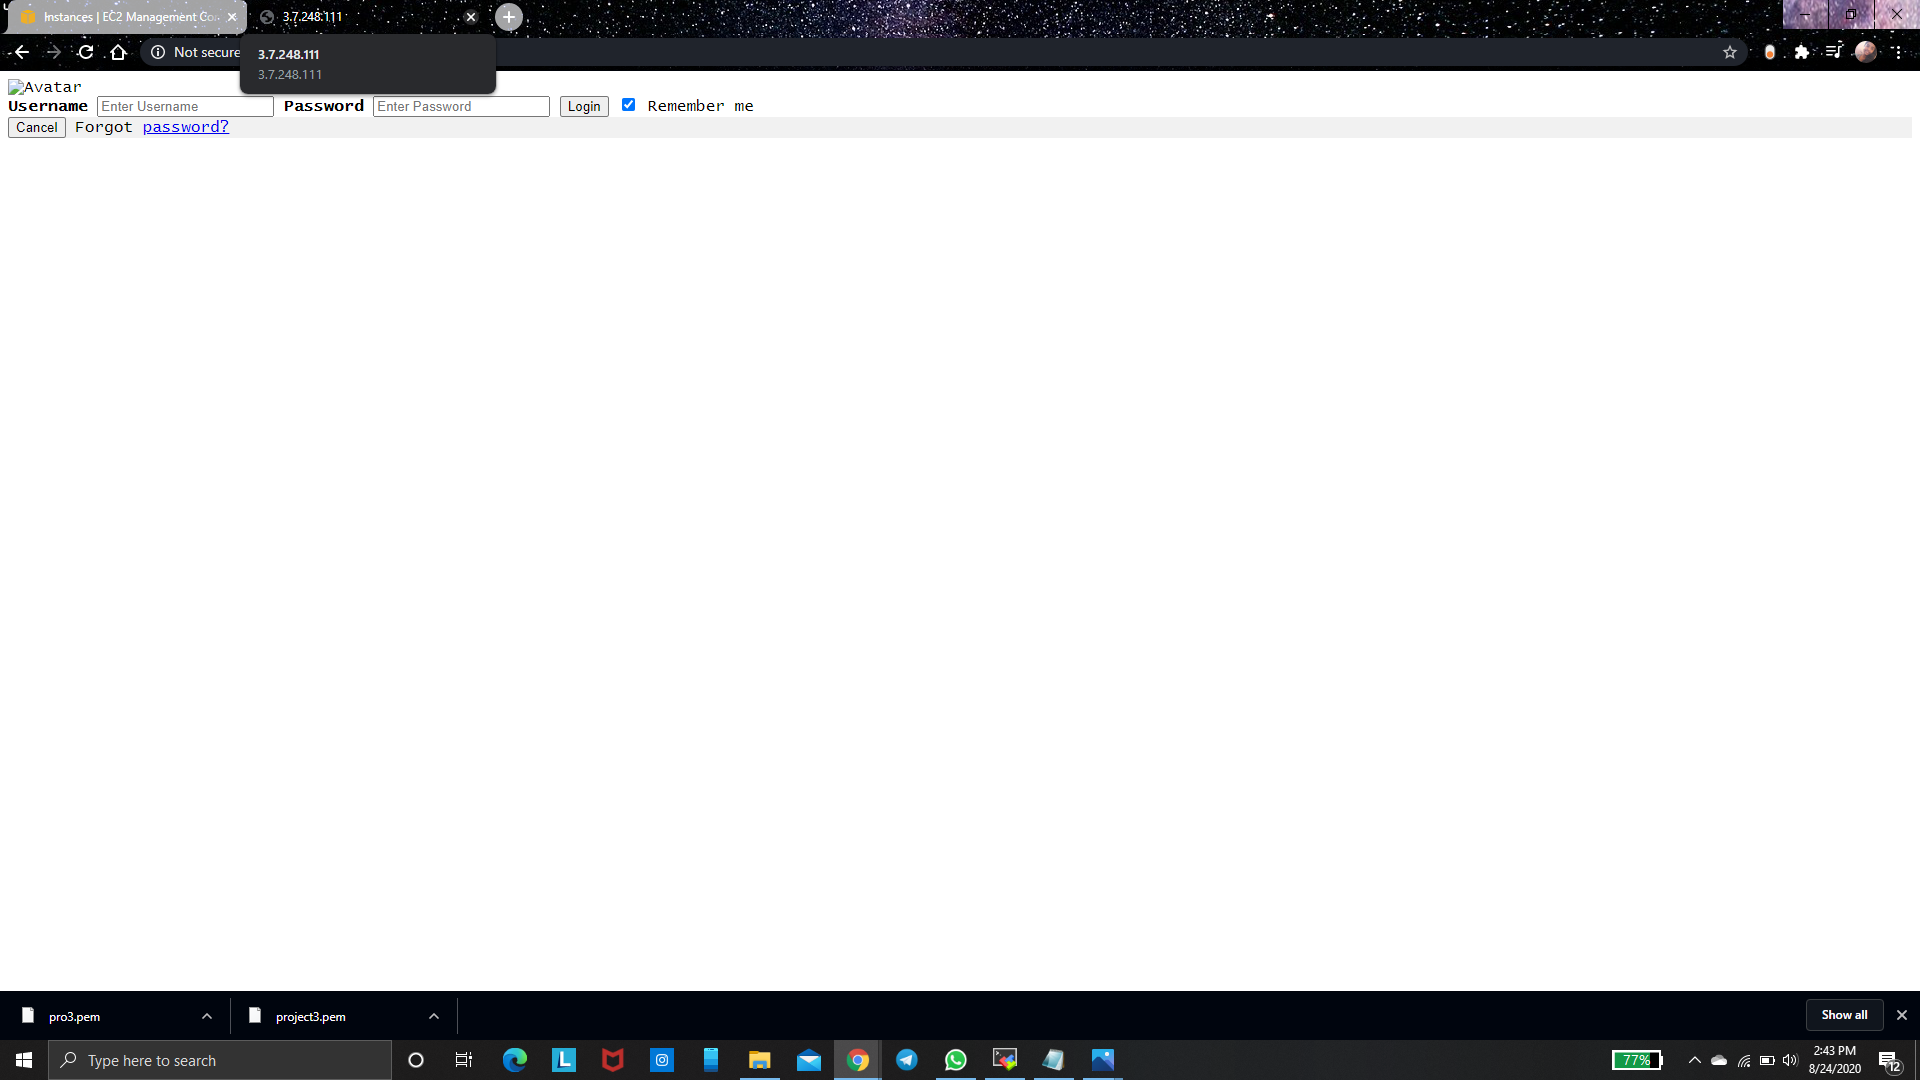 Instances | EC2 Management Co
3.7.248.111
Not secure
3.7.248.111
3.7.248.111
Avatar
Username Enter Username Password Enter Password Login Remember me
Cancel Forgot password?
pro3.pem
project3.pem
Show all
Type here to search
77%
2:43 PM
8/24/2020
12